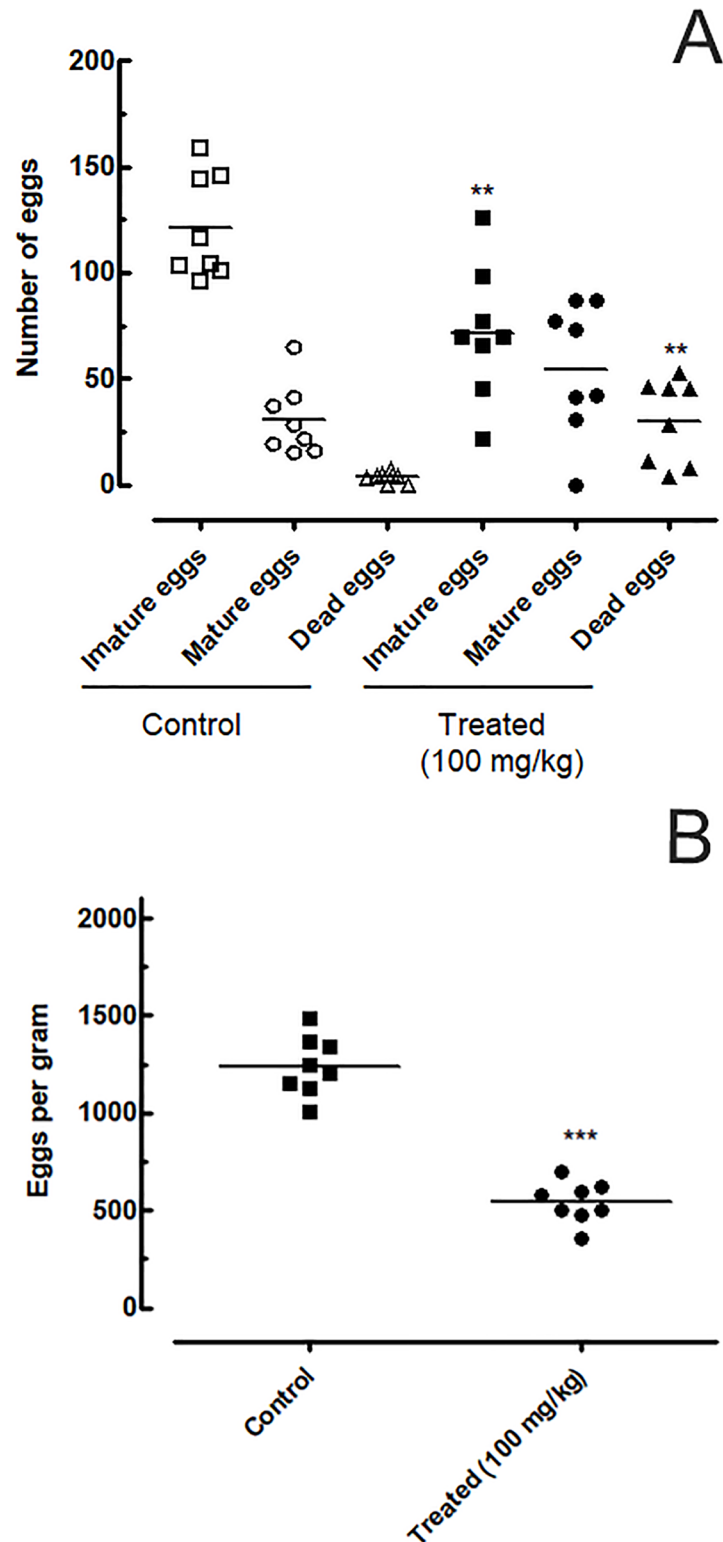 A
200
150
100
50
0
Number of eggs
**
**
Imature eggs
Mature eggs
Dead eggs
Imature eggs
Mature eggs
Dead eggs
Control
Treated
(100 mg/kg)
B
2000
1500
1000
500
0
Eggs per gram
***
Control
Treated (100 mg/kg)